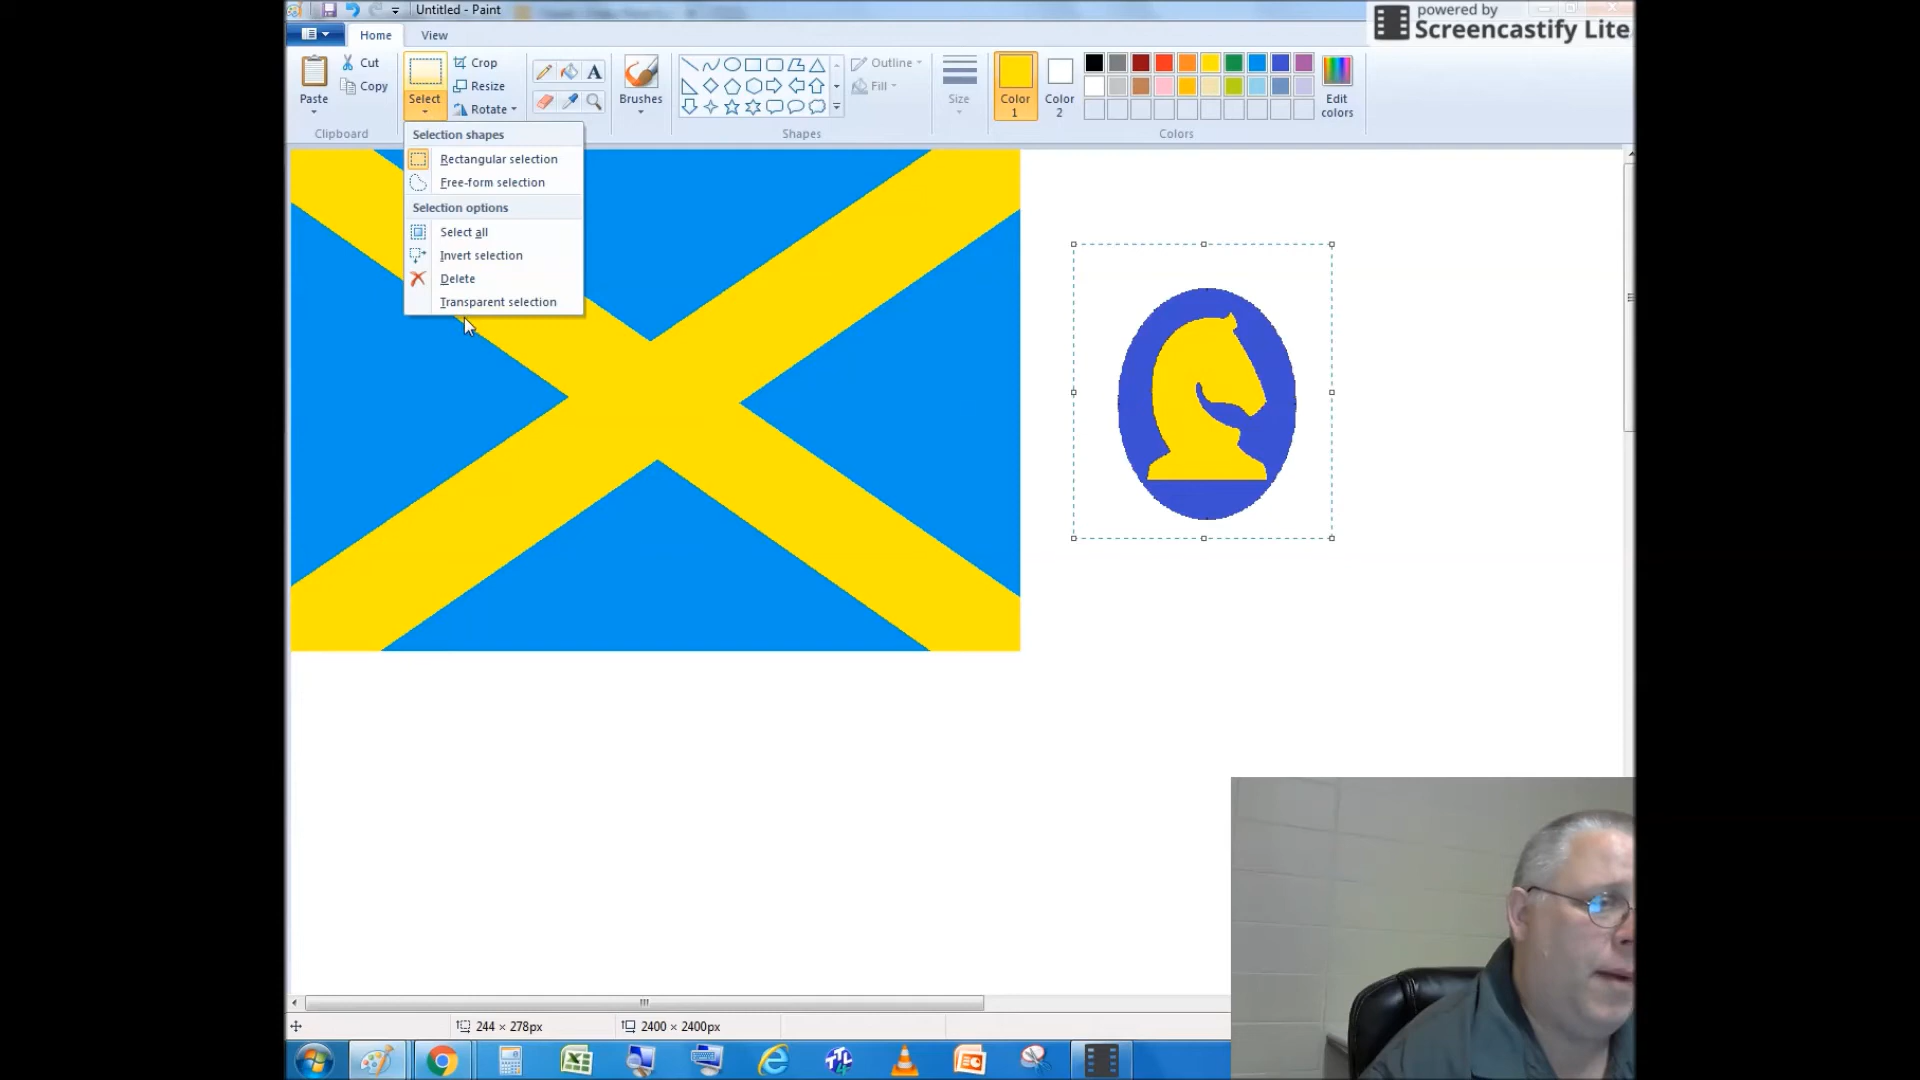 Untitled - Paint
powered by
Screencastify Lite
Home
View
Paste
Cut
Copy
Clipboard
Select
Crop
Resize
Rotate
A
Brushes
Shapes
Outline
Fill
Size
Color
1
Color
2
Edit
colors
Colors
Selection shapes
Rectangular selection
Free-form selection
Selection options
Select all
Invert selection
Delete
Transparent selection
244 × 278px
2400 × 2400px